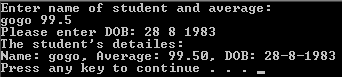 Enter name of student and average:
gogo 99.5
Please enter DOB: 28 8 1983
The student's detailes:
Name: gogo, Average: 99.50, DOB: 28-8-1983
Press any key to continue . . .